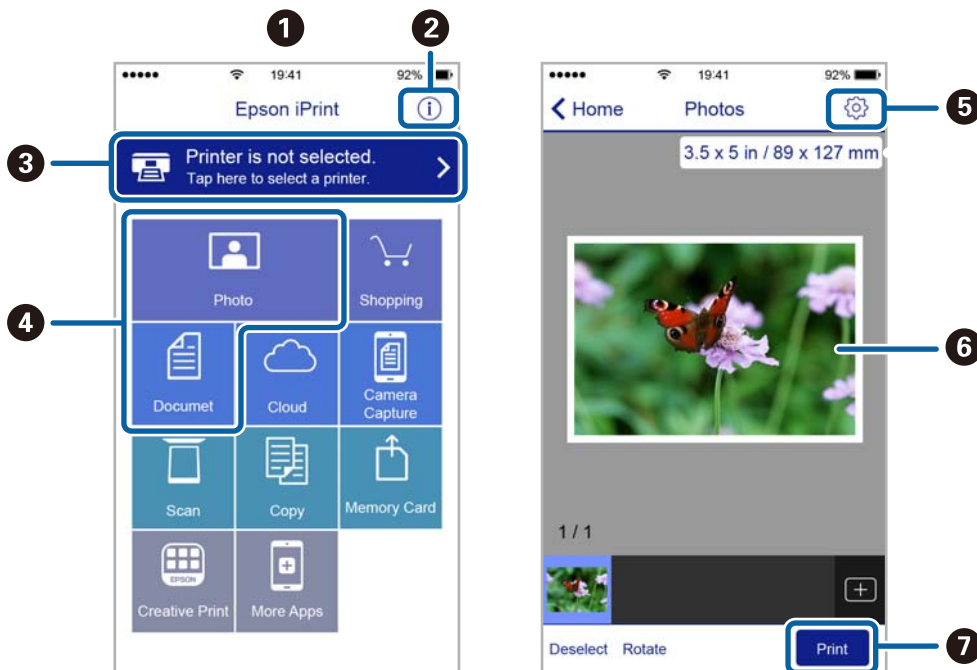 1
2
19:41
92%
Epson iPrint
3
Printer is not selected.
Tap here to select a printer.
4
Photo
Shopping
Documet
Cloud
Camera
Capture
Scan
Copy
Memory Card
EPSON
Creative Print
More Apps
19:41
92%
Home
Photos
5
3.5 x 5 in / 89 x 127 mm
6
1 / 1
Deselect
Rotate
Print
7